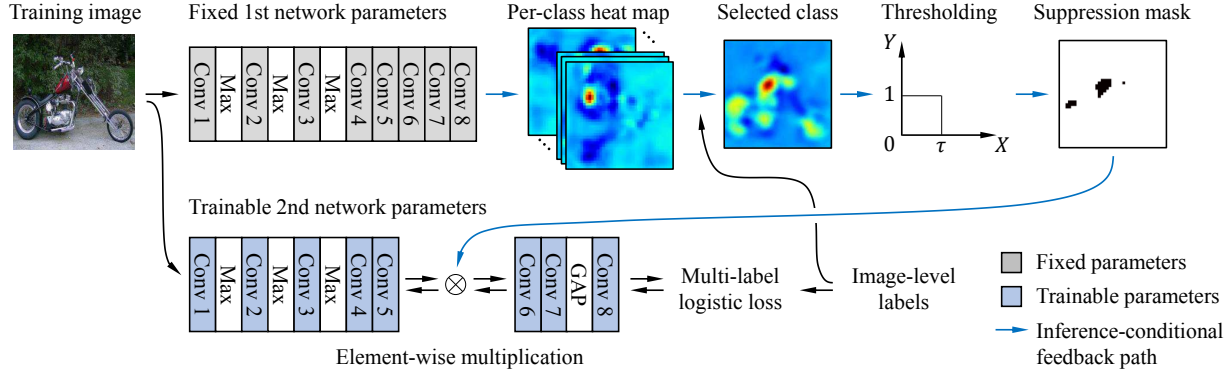 Training image
Fixed 1st network parameters
Per-class heat map
Selected class
Thresholding
Suppression mask
Conv 1
Max
Conv 2
Max
Conv 3
Max
Conv 4
Conv 5
Conv 6
Conv 7
Conv 8
Y
1
0
τ
X
Trainable 2nd network parameters
Conv 1
Max
Conv 2
Max
Conv 3
Max
Conv 4
Conv 5
Conv 6
Conv 7
GAP
Conv 8
Multi-label
logistic loss
Image-level
labels
Element-wise multiplication
Fixed parameters
Trainable parameters
Inference-conditional
feedback path